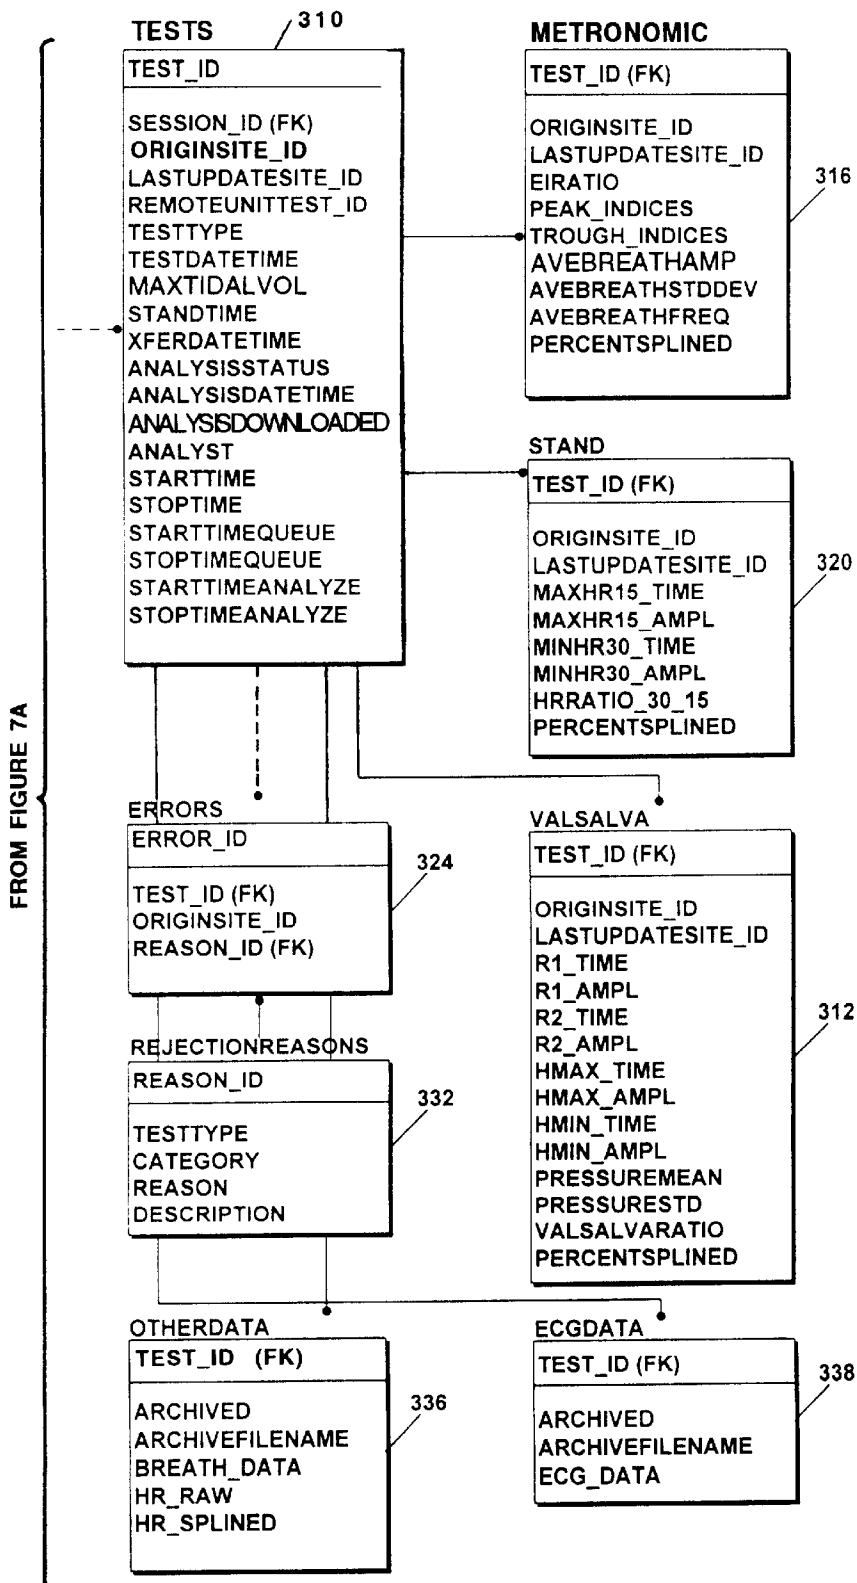 FROM FIGURE 7A
TESTS
310
TEST_ID
SESSION_ID (FK)
ORIGINSITE_ID
LASTUPDATESITE_ID
REMOTEUNITTEST_ID
TESTTYPE
TESTDATETIME
MAXTIDALVOL
STANDTIME
XFERDATETIME
ANALYSISSTATUS
ANALYSISDATETIME
ANALYSISDOWNLOADED
ANALYST
STARTTIME
STOPTIME
STARTTIMEQUEUE
STOPTIMEQUEUE
STARTTIMEANALYZE
STOPTIMEANALYZE
METRONOMIC
TEST_ID (FK)
ORIGINSITE_ID
LASTUPDATESITE_ID
EIRATIO
PEAK_INDICES
TROUGH_INDICES
AVEBREATHAMP
AVEBREATHSTDDEV
AVEBREATHFREQ
PERCENTSPLINED
316
STAND
TEST_ID (FK)
ORIGINSITE_ID
LASTUPDATESITE_ID
MAXHR15_TIME
MAXHR15_AMPL
MINHR30_TIME
MINHR30_AMPL
HRRATIO_30_15
PERCENTSPLINED
320
ERRORS
ERROR_ID
TEST_ID (FK)
ORIGINSITE_ID
REASON_ID (FK)
324
REJECTIONREASONS
REASON_ID
TESTTYPE
CATEGORY
REASON
DESCRIPTION
332
VALSALVA
TEST_ID (FK)
ORIGINSITE_ID
LASTUPDATESITE_ID
R1_TIME
R1_AMPL
R2_TIME
R2_AMPL
HMAX_TIME
HMAX_AMPL
HMIN_TIME
HMIN_AMPL
PRESSUREMEAN
PRESSURESTD
VALSALVARATIO
PERCENTSPLINED
312
OTHERDATA
TEST_ID (FK)
ARCHIVED
ARCHIVEFILENAME
BREATH_DATA
HR_RAW
HR_SPLINED
336
ECGDATA
TEST_ID (FK)
ARCHIVED
ARCHIVEFILENAME
ECG_DATA
338